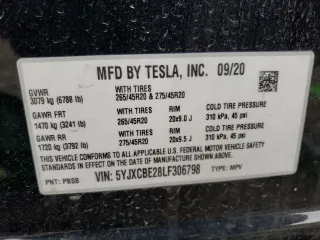 MFD BY TESLA, INC. 09/20
GVWR
3079 kg (6788 lb)
WITH TIRES
265/45R20 & 275/45R20
GAWR FRT
1470 kg (3241 lb)
WITH TIRES
265/45R20
RIM
20x9.0 J
COLD TIRE PRESSURE
310 kPa, 45 psi
GAWR RR
1720 kg (3792 lb)
WITH TIRES
275/45R20
RIM
20x9.5 J
COLD TIRE PRESSURE
310 kPa, 45 psi
THIS VEHICLE CONFORMS TO ALL APPLICABLE
U.S. FEDERAL MOTOR VEHICLE SAFETY STANDARDS
IN EFFECT ON THE DATE OF MANUFACTURE SHOWN ABOVE.
VIN: 5YJXCBE28LF306798
PNT: PBSB
TYPE: MPV